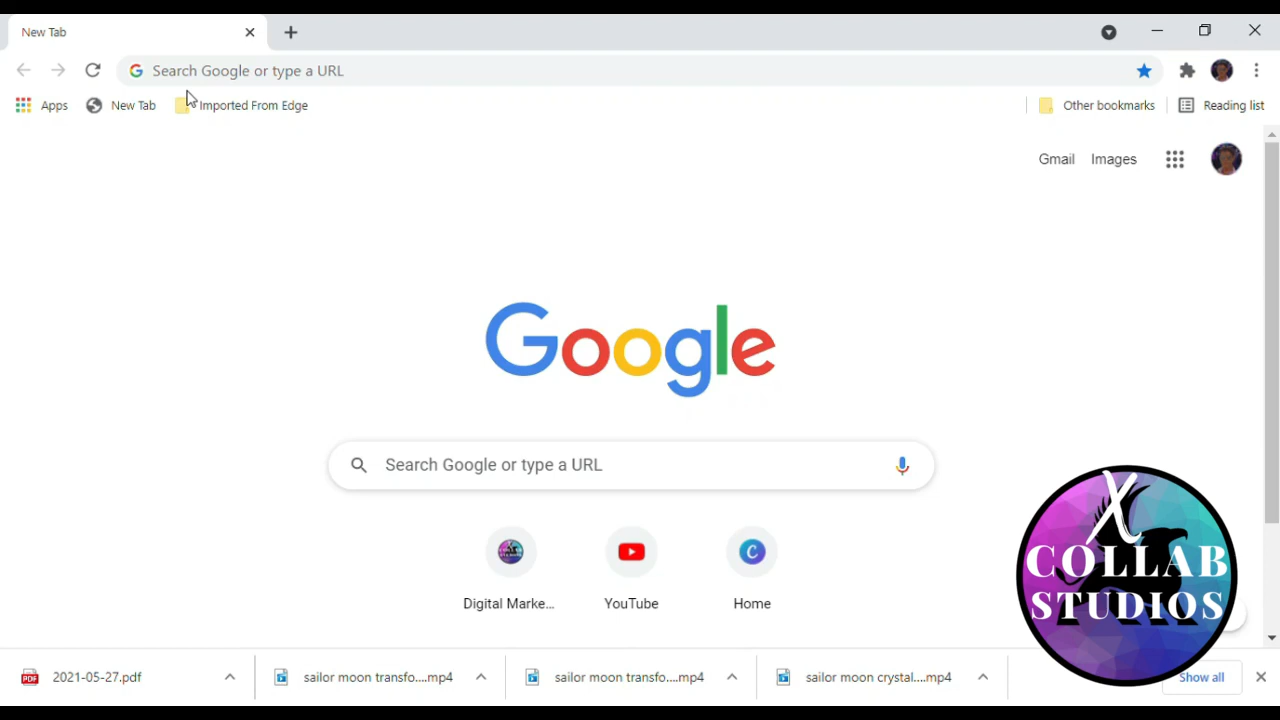 New Tab
Search Google or type a URL
Apps
New Tab
Imported From Edge
Other bookmarks
Reading list
Gmail
Images
Google
Search Google or type a URL
Digital Marke...
YouTube
Home
X
COLLAB
STUDIOS
2021-05-27.pdf
sailor moon transfo....mp4
sailor moon transfo....mp4
sailor moon crystal....mp4
Show all